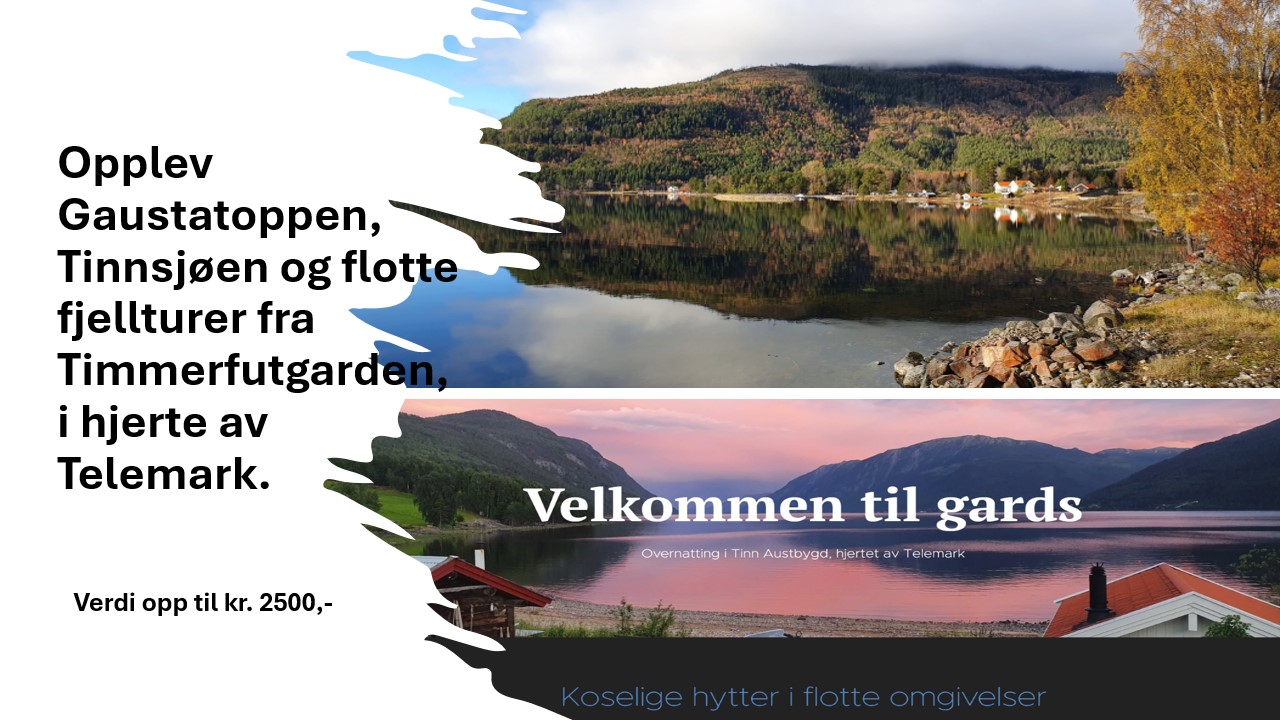 Opplev
Gaustatoppen,
Tinnsjøen og flotte
fjellturer fra
Timmerfutgarden,
i hjerte av
Telemark.
Verdi opp til kr. 2500,-
Velkommen til gards
Overnatting i Tinn Austbygd, hjertet av Telemark
Koselige hytter i flotte omgivelser